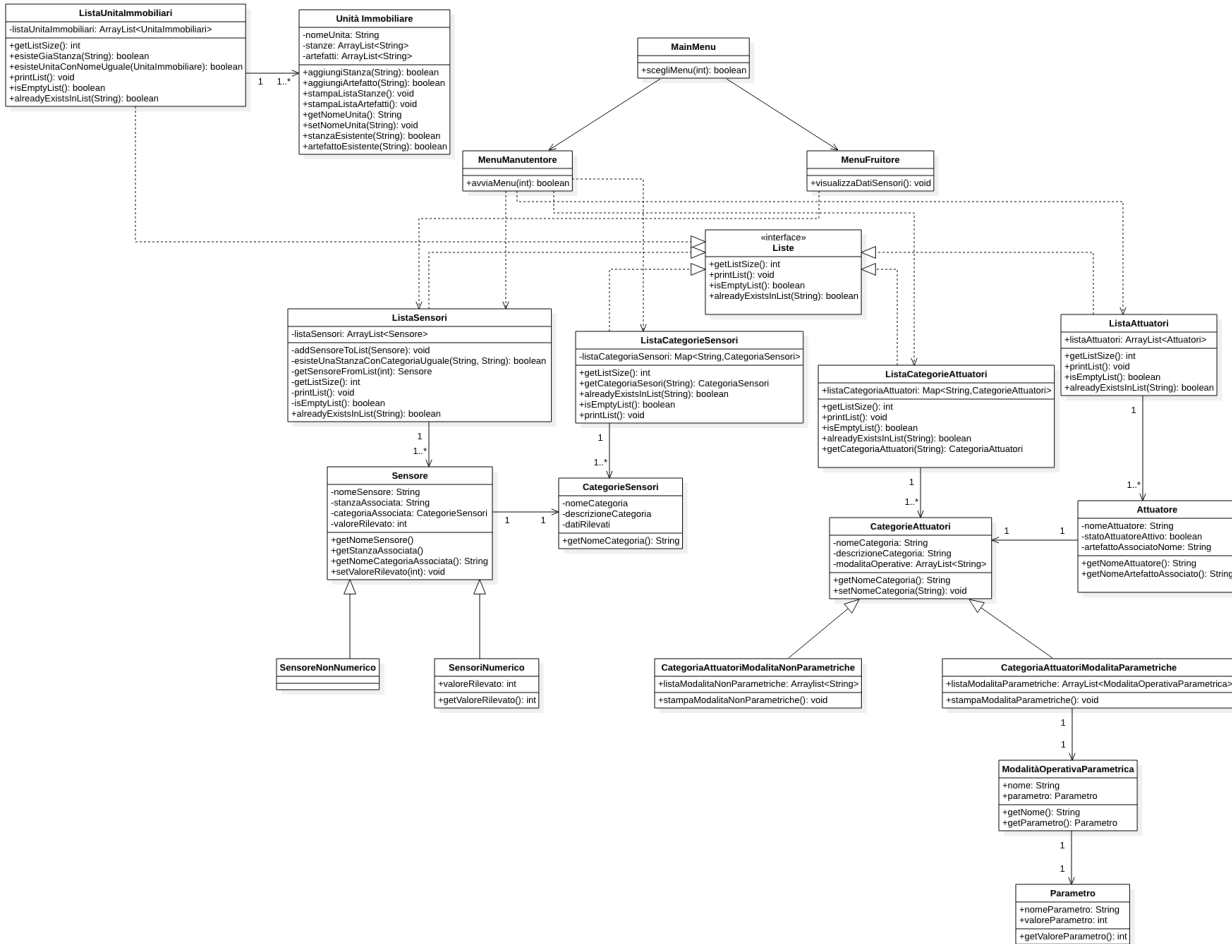 ListaUnitaImmobiliari
-listaUnitaImmobiliari: ArrayList<UnitaImmobiliari>
+getListSize(): int
+esisteGiaStanza(String): boolean
+esisteUnitaConNomeUguale(UnitaImmobiliare): boolean
+printList(): void
+isEmptyList(): boolean
+alreadyExistsInList(): boolean
1
1..*
Unità Immobiliare
-nomeUnita: String
-stanze: ArrayList<String>
-artefatti: ArrayList<String>
+aggiungiStanza(String): boolean
+aggiungiArtefatto(String): boolean
+stampaListaStanze(): void
+stampaListaArtefatti(): void
+getNomeUnita(): String
+setNomeUnita(String): void
+stanzaEsistente(String): boolean
+artefattoEsistente(String): boolean
MainMenu
+scegliMenu(int): boolean
MenuManutentore
+avviaMenu(int): boolean
MenuFruitore
+visualizzaDatiSensori(): void
«interface»
Liste
+getListSize(): int
+printList(): void
+isEmptyList(): boolean
+alreadyExistsInList(String): boolean
ListaSensori
-listaSensori: ArrayList<Sensore>
-addSensoreToList(Sensore): void
-esisteUnaStanzaConCategoriaUguale(String, String): boolean
-getSensoreFromList(int): Sensore
-getListSize(): int
-printList(): void
-isEmptyList(): boolean
+alreadyExistsInList(String): boolean
1
1..*
ListaCategorieSensori
-listaCategoriaSensori: Map<String,CategoriaSensori>
+getListSize(): int
+getCategoriaSesori(String): CategoriaSensori
+alreadyExistsInList(String): boolean
+isEmptyList(): boolean
+printList(): void
1
1..*
ListaCategorieAttuatori
+listaCategoriaAttuatori: Map<String,CategorieAttuatori>
+getListSize(): int
+printList(): void
+isEmptyList(): boolean
+alreadyExistsInList(String): boolean
+getCategoriaAttuatori(String): CategoriaAttuatori
1
1..*
ListaAttuatori
+listaAttuatori: ArrayList<Attuatori>
+getListSize(): int
+printList(): void
+isEmptyList(): boolean
+alreadyExistsInList(String): boolean
1
1..*
Sensore
-nomeSensore: String
-stanzaAssociata: String
-categoriaAssociata: CategorieSensori
-valoreRilevato: int
+getNomeSensore()
+getStanzaAssociata()
+getNomeCategoriaAssociata(): String
+setValoreRilevato(int): void
1
1
CategorieSensori
-nomeCategoria
-descrizioneCategoria
-datiRilevati
+getNomeCategoria(): String
CategorieAttuatori
-nomeCategoria: String
-descrizioneCategoria: String
-modalitaOperative: ArrayList<String>
+getNomeCategoria(): String
+setNomeCategoria(String): void
1
1
Attuatore
-nomeAttuatore: String
-statoAttuatoreAttivo: boolean
-artefattoAssociatoNome: String
+getNomeAttuatore(): String
+getNomeArtefattoAssociato(): String
SensoreNonNumerico
SensoriNumerico
+valoreRilevato: int
+getValoreRilevato(): int
CategoriaAttuatoriModalitaNonParametriche
+listaModalitaNonParametriche: Arraylist<String>
+stampaModalitaNonParametriche(): void
CategoriaAttuatoriModalitaParametriche
+listaModalitaParametriche: ArrayList<ModalitaOperativaParametrica>
+stampaModalitaParametriche(): void
1
1
ModalitàOperativaParametrica
+nome: String
+parametro: Parametro
+getNome(): String
+getParametro(): Parametro
1
1
Parametro
+nomeParametro: String
+valoreParametro: int
+getValoreParametro(): int